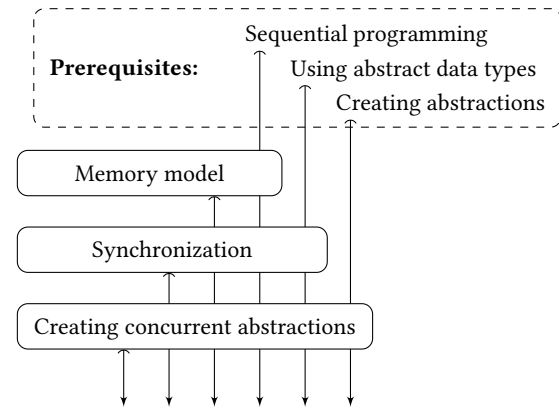 Sequential programming
Prerequisites: Using abstract data types
Creating abstractions
Memory model
Synchronization
Creating concurrent abstractions